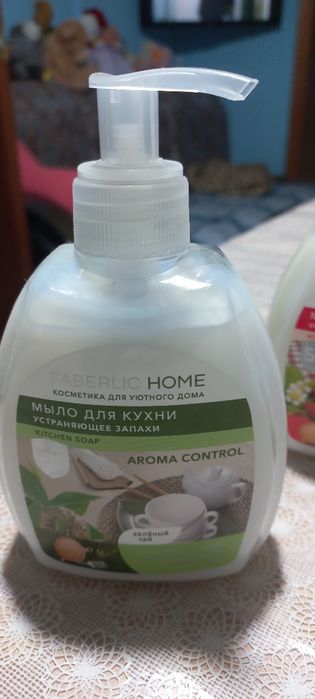 FABERLIC HOME
КОСМЕТИКА ДЛЯ УЮТНОГО ДОМА
МЫЛО ДЛЯ КУХНИ
УСТРАНЯЮЩЕЕ ЗАПАХИ
KITCHEN SOAP
AROMA CONTROL
зелёный
чай